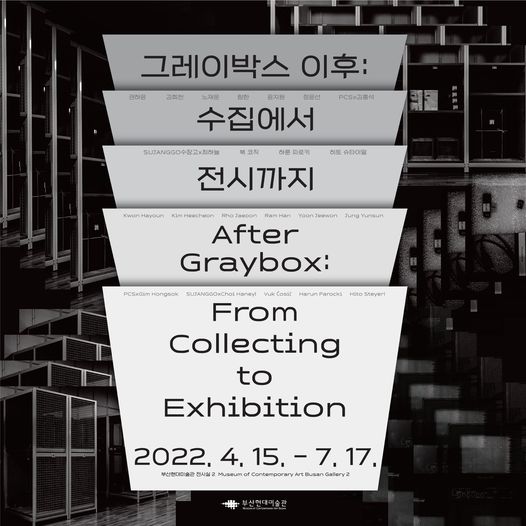 그레이박스 이후:
권하윤 김희천 노재운 람한 윤지원 정윤선 PCSx김홍석
수집에서
SUJANGGO수장고x최하늘 북 코직 하룬 파로키 히토 슈타이얼
전시까지
Kwon Hayoun Kim Heecheon Rho Jaeoon Ram Han Yoon Jeewon Jung Yunsun
After
Graybox:
PCSxGim Hongsok SUJANGGOxChoi Haneyl Vuk Ćosić Harun Farocki Hito Steyerl
From
Collecting
to
Exhibition
2022. 4. 15. – 7. 17.
부산현대미술관 전시실 2 Museum of Contemporary Art Busan Gallery 2
부산현대미술관